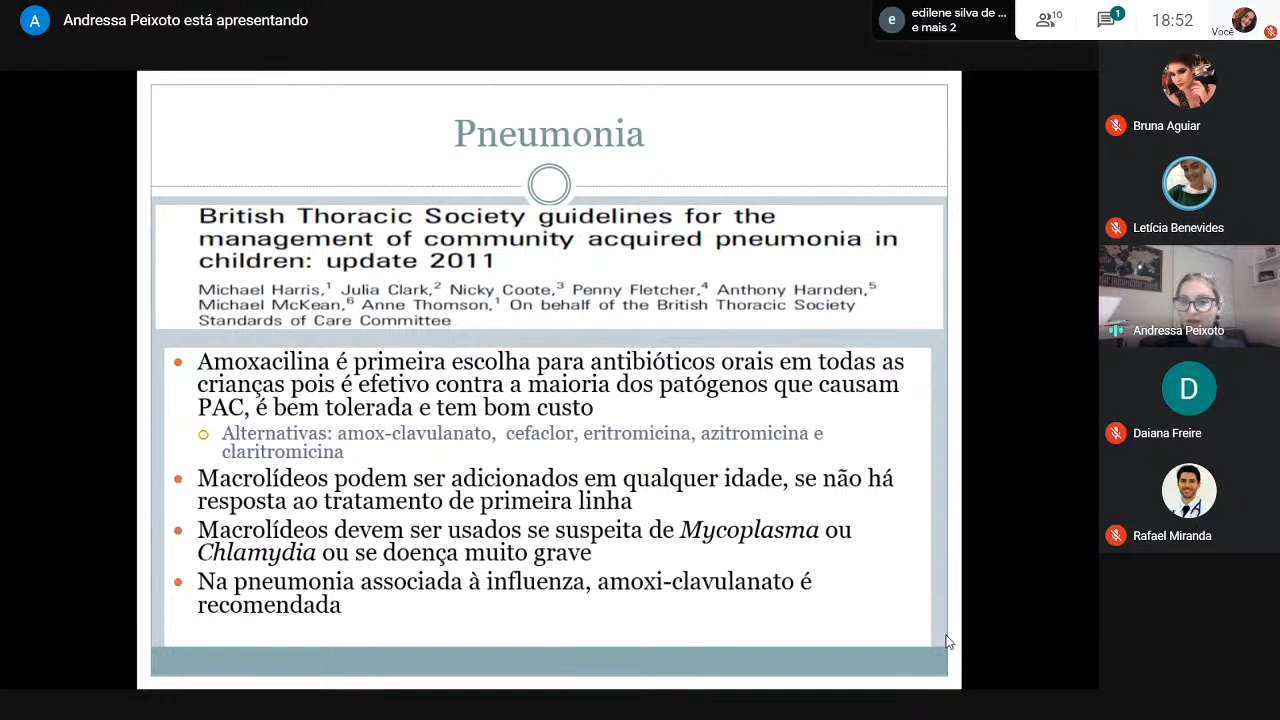 A
Andressa Peixoto está apresentando
e
edilene silva de ...
e mais 2
10
1
18:52
Você
Pneumonia
British Thoracic Society guidelines for the
management of community acquired pneumonia in
children: update 2011
Michael Harris,1 Julia Clark,2 Nicky Coote,3 Penny Fletcher,4 Anthony Harnden,5
Michael McKean,6 Anne Thomson,1 On behalf of the British Thoracic Society
Standards of Care Committee
Amoxacilina é primeira escolha para antibióticos orais em todas as
crianças pois é efetivo contra a maioria dos patógenos que causam
PAC, é bem tolerada e tem bom custo
Alternativas: amox-clavulanato, cefaclor, eritromicina, azitromicina e
claritromicina
Macrolídeos podem ser adicionados em qualquer idade, se não há
resposta ao tratamento de primeira linha
Macrolídeos devem ser usados se suspeita de Mycoplasma ou
Chlamydia ou se doença muito grave
Na pneumonia associada à influenza, amoxi-clavulanato é
recomendada
Bruna Aguiar
Letícia Benevides
Andressa Peixoto
D
Daiana Freire
A
Rafael Miranda